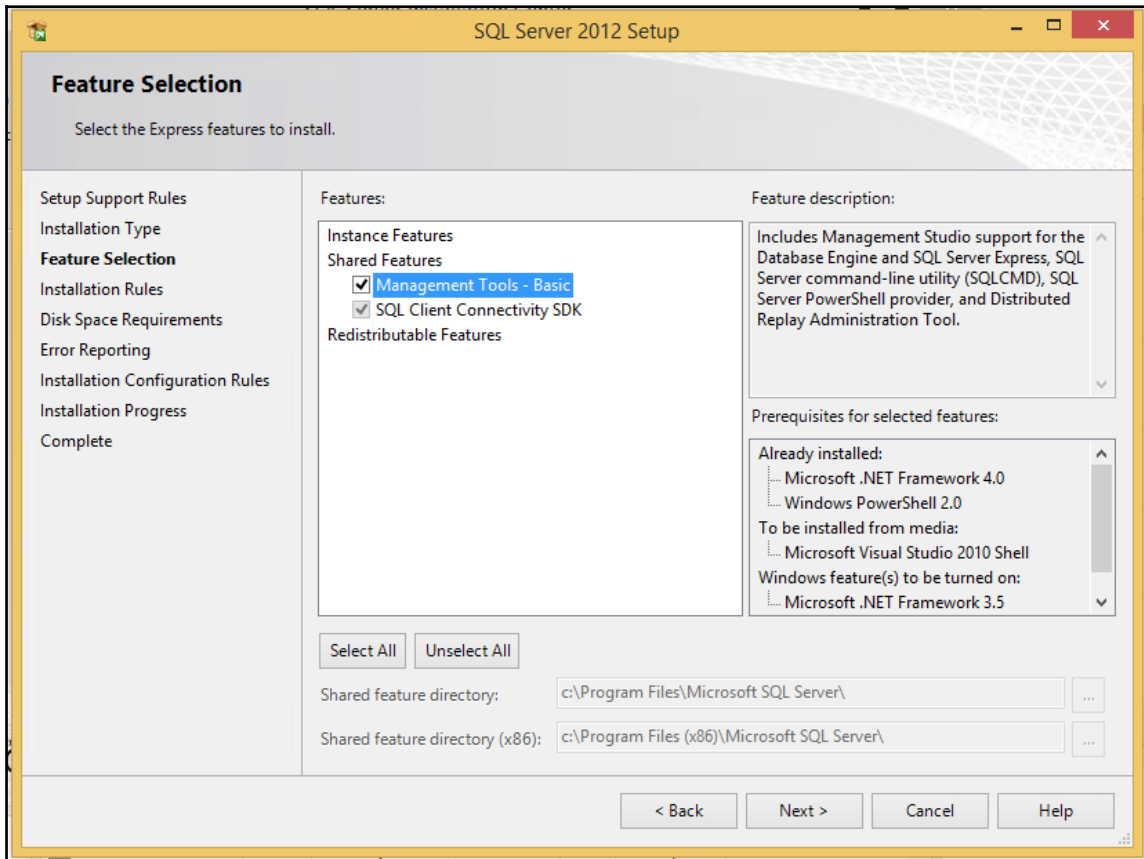 SQL Server 2012 Setup
Feature Selection
Select the Express features to install.
Setup Support Rules
Installation Type
Feature Selection
Installation Rules
Disk Space Requirements
Error Reporting
Installation Configuration Rules
Installation Progress
Complete
Features:
Instance Features
Shared Features
Management Tools - Basic
SQL Client Connectivity SDK
Redistributable Features
Feature description:
Includes Management Studio support for the
Database Engine and SQL Server Express, SQL
Server command-line utility (SQLCMD), SQL
Server PowerShell provider, and Distributed
Replay Administration Tool.
Prerequisites for selected features:
Already installed:
Microsoft .NET Framework 4.0
Windows PowerShell 2.0
To be installed from media:
Microsoft Visual Studio 2010 Shell
Windows feature(s) to be turned on:
Microsoft .NET Framework 3.5
Select All
Unselect All
Shared feature directory:
c:\Program Files\Microsoft SQL Server\
...
Shared feature directory (x86):
c:\Program Files (x86)\Microsoft SQL Server\
...
< Back
Next >
Cancel
Help